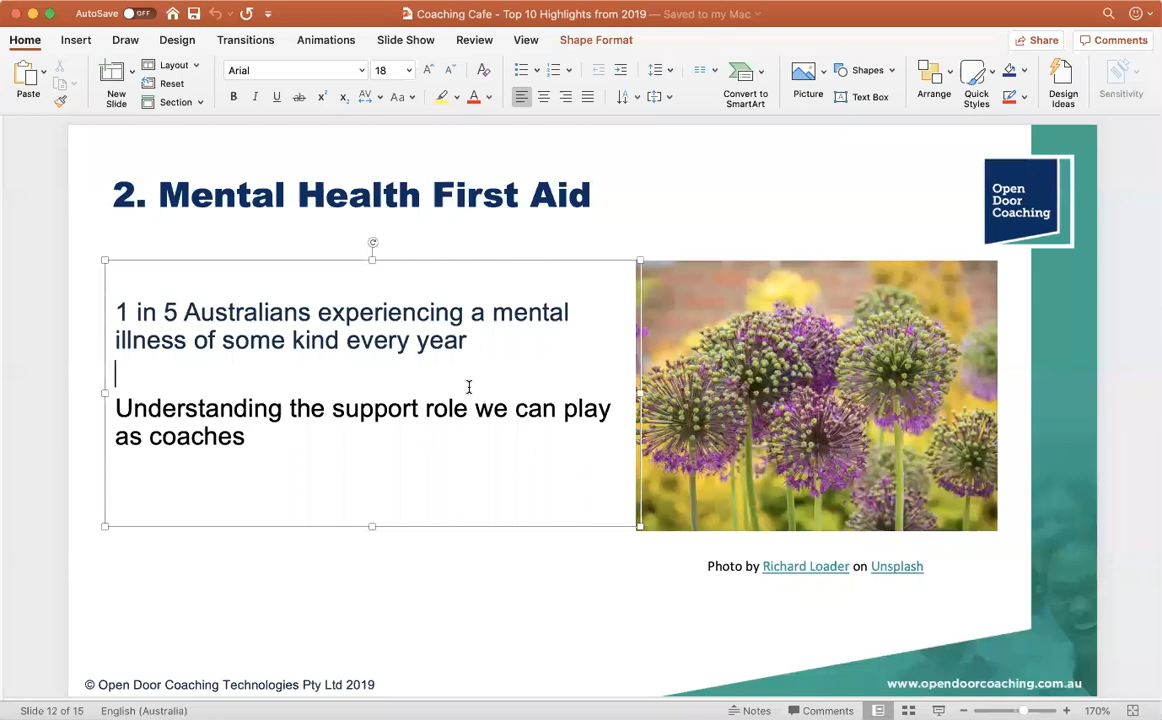 AutoSave OFF
Coaching Cafe - Top 10 Highlights from 2019 — Saved to my Mac
Home Insert Draw Design Transitions Animations Slide Show Review View Shape Format Share Comments
Paste
New Slide
Layout
Reset
Section
Arial 18
B I U ab x² x₂ AV Aa A
Convert to SmartArt
Picture
Shapes
Text Box
Arrange
Quick Styles
Design Ideas
Sensitivity
2. Mental Health First Aid
Open
Door
Coaching
1 in 5 Australians experiencing a mental
illness of some kind every year
Understanding the support role we can play
as coaches
Photo by Richard Loader on Unsplash
© Open Door Coaching Technologies Pty Ltd 2019
www.opendoorcoaching.com.au
Slide 12 of 15 English (Australia) Notes Comments 170%